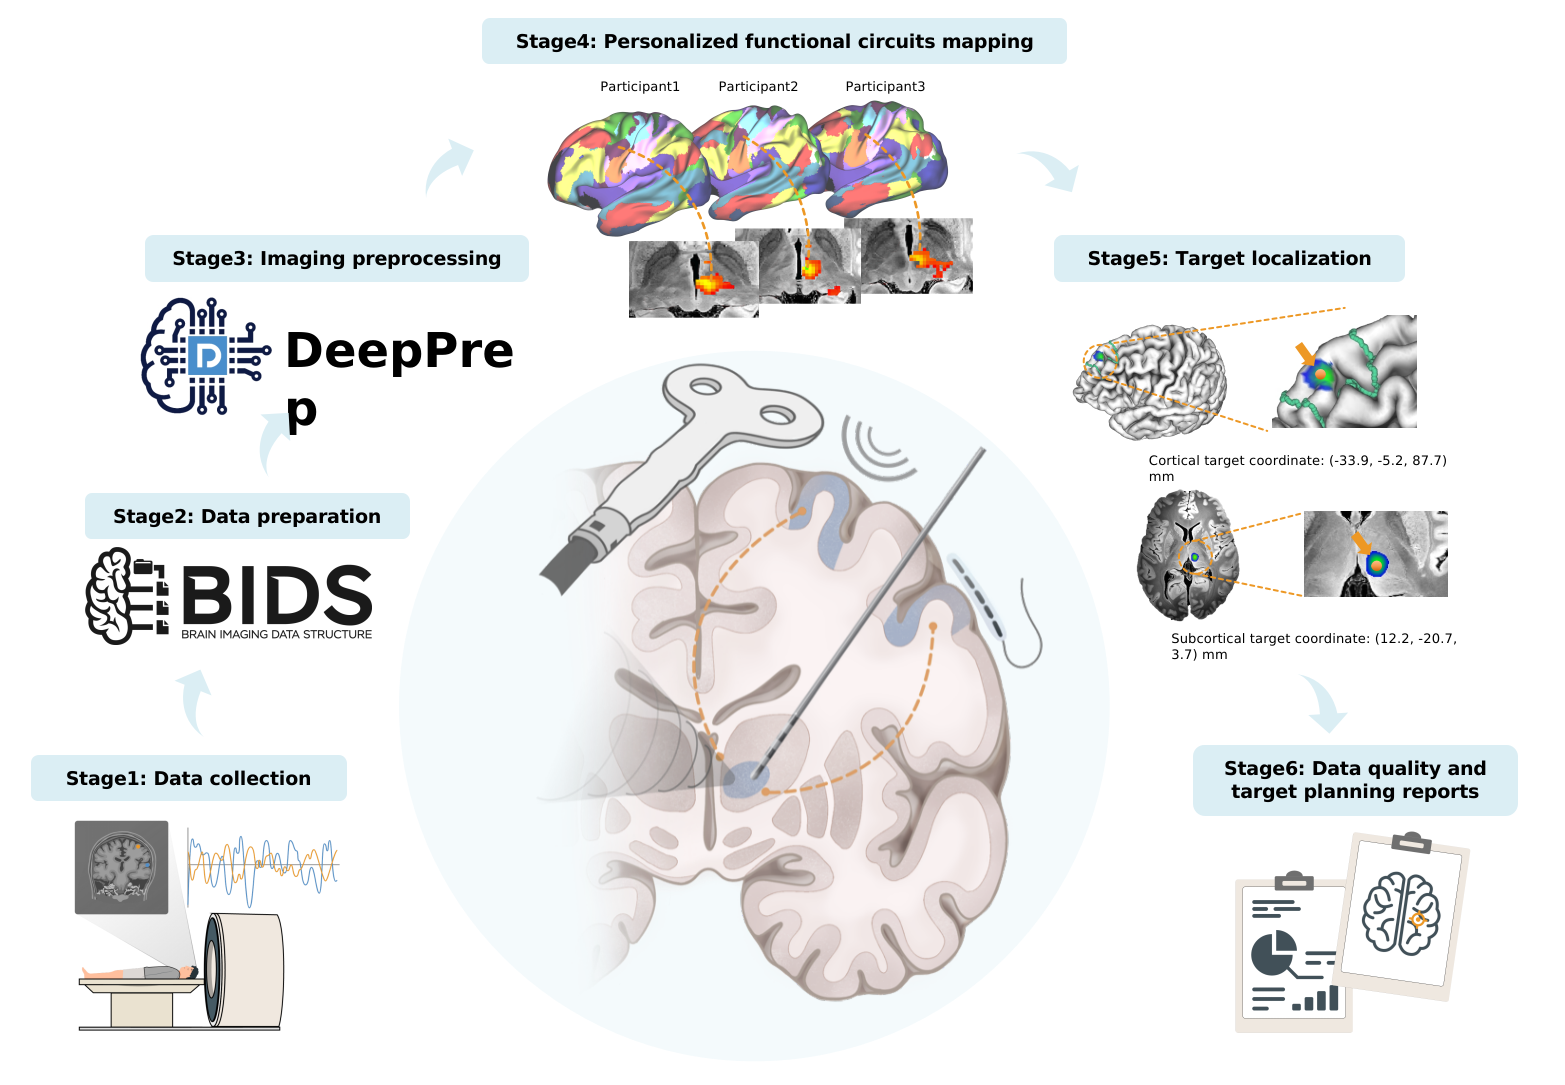 Stage4: Personalized functional circuits mapping
Participant1 Participant2 Participant3
Stage3: Imaging preprocessing
D
DeepPre
p
Stage2: Data preparation
BIDS
BRAIN IMAGING DATA STRUCTURE
Stage1: Data collection
Stage5: Target localization
Cortical target coordinate: (-33.9, -5.2, 87.7)
mm
Subcortical target coordinate: (12.2, -20.7,
3.7) mm
Stage6: Data quality and
target planning reports